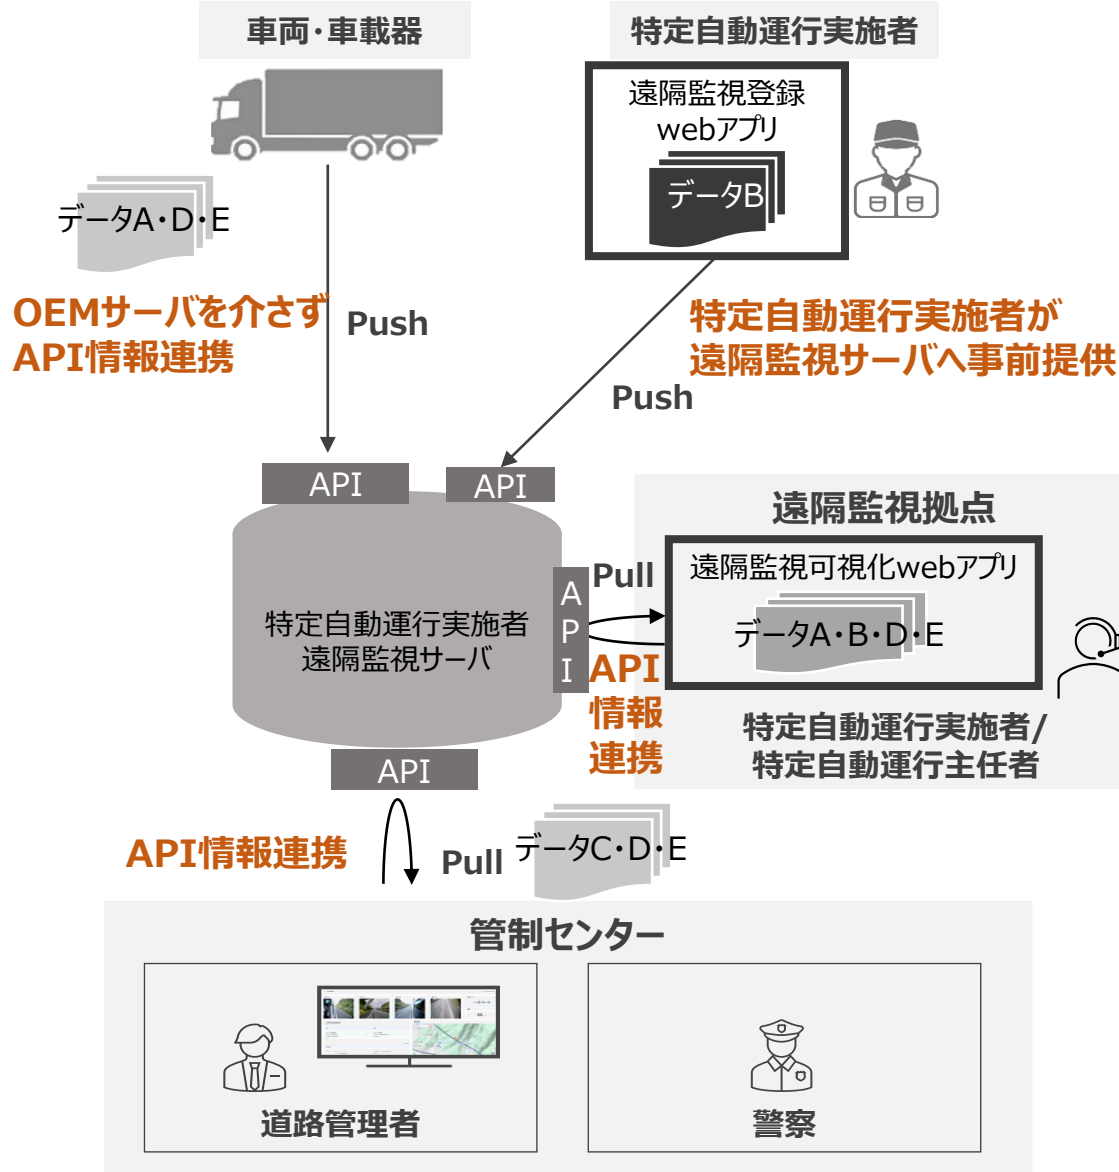 車両・車載器
特定自動運行実施者
遠隔監視登録
webアプリ
データB
データA・D・E
OEMサーバを介さず
API情報連携
Push
特定自動運行実施者が
遠隔監視サーバへ事前提供
Push
API
API
遠隔監視拠点
API
Pull
遠隔監視可視化webアプリ
データA・B・D・E
特定自動運行実施者
遠隔監視サーバ
API
情報
連携
特定自動運行実施者/
特定自動運行主任者
API
API情報連携
Pull
データC・D・E
管制センター
道路管理者
警察